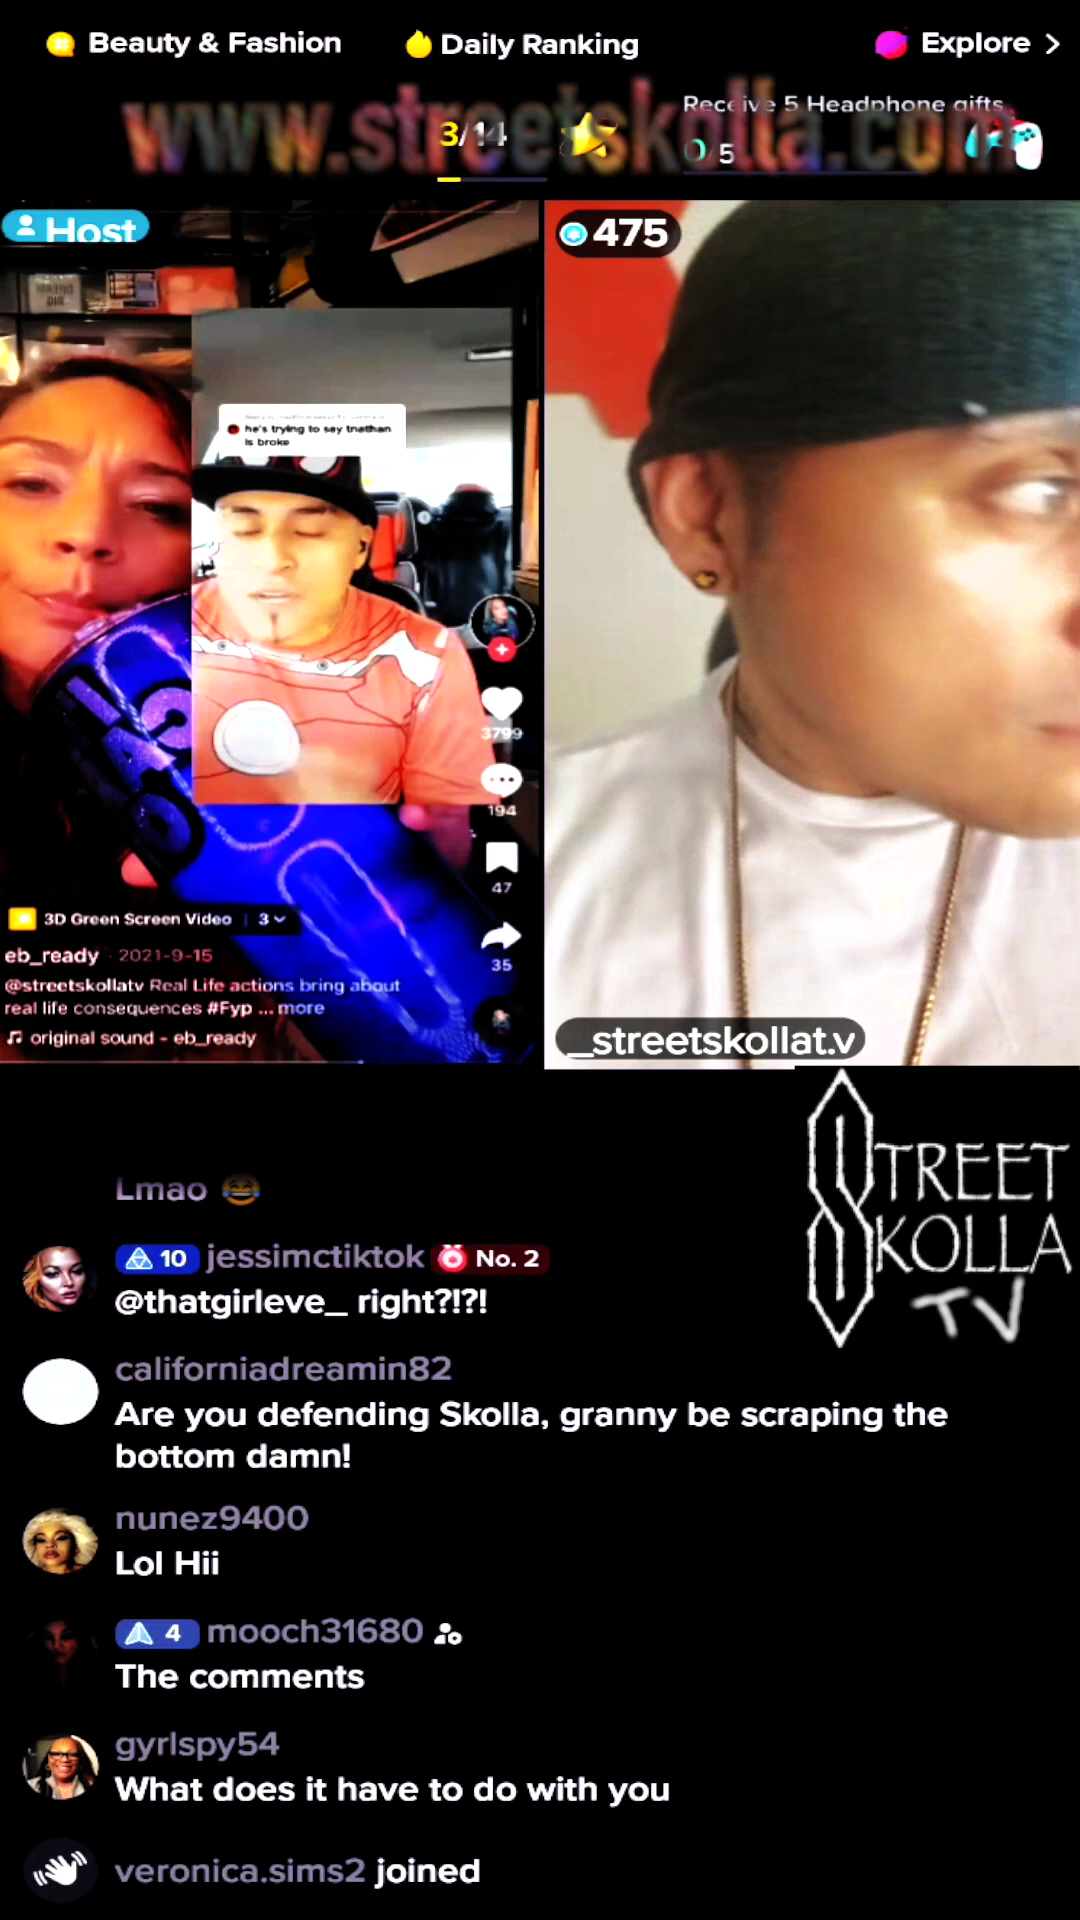 Beauty & Fashion
Daily Ranking
Explore >
www.streetskolla.com
Receive 5 Headphone gifts
3/14
0/5
Host
475
he's trying to say tnathan
is broke
3799
194
47
35
3D Green Screen Video | 3
eb_ready · 2021-9-15
@streetskollatv Real Life actions bring about
real life consequences #Fyp ... more
original sound - eb_ready
_streetskollat.v
STREET
SKOLLA
TV
Lmao 😂
10 jessimctiktok No. 2
@thatgirleve_ right?!?!
californiadreamin82
Are you defending Skolla, granny be scraping the
bottom damn!
nunez9400
Lol Hii
4 mooch31680
The comments
gyrlspy54
What does it have to do with you
veronica.sims2 joined